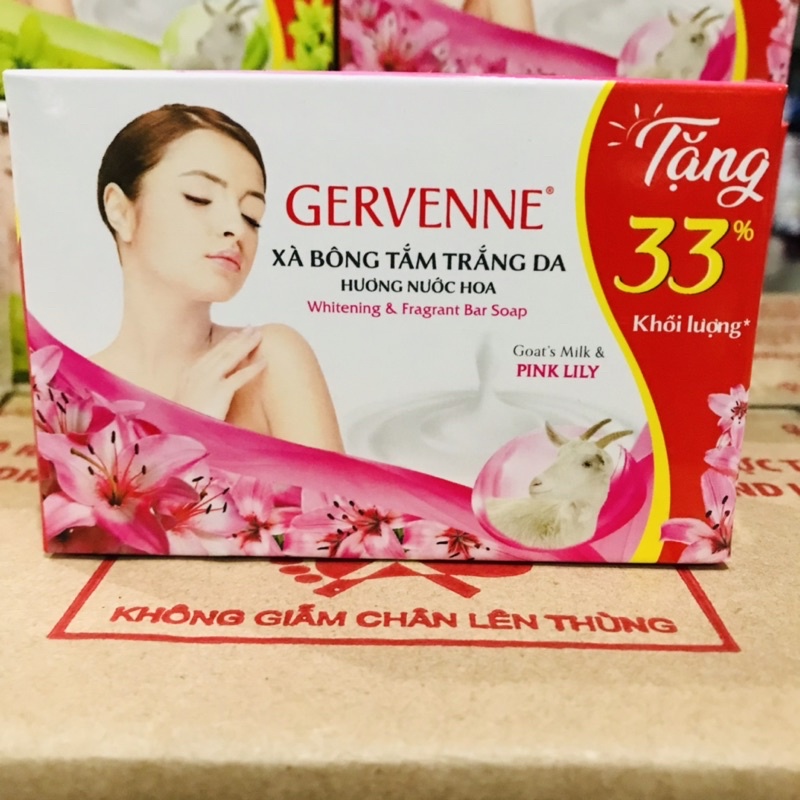 GERVENNE®
XÀ BÔNG TẮM TRẮNG DA
HƯƠNG NƯỚC HOA
Whitening & Fragrant Bar Soap
Goat's Milk &
PINK LILY
Tặng
33%
Khối lượng*
KHÔNG GIẪM CHÂN LÊN THÙNG